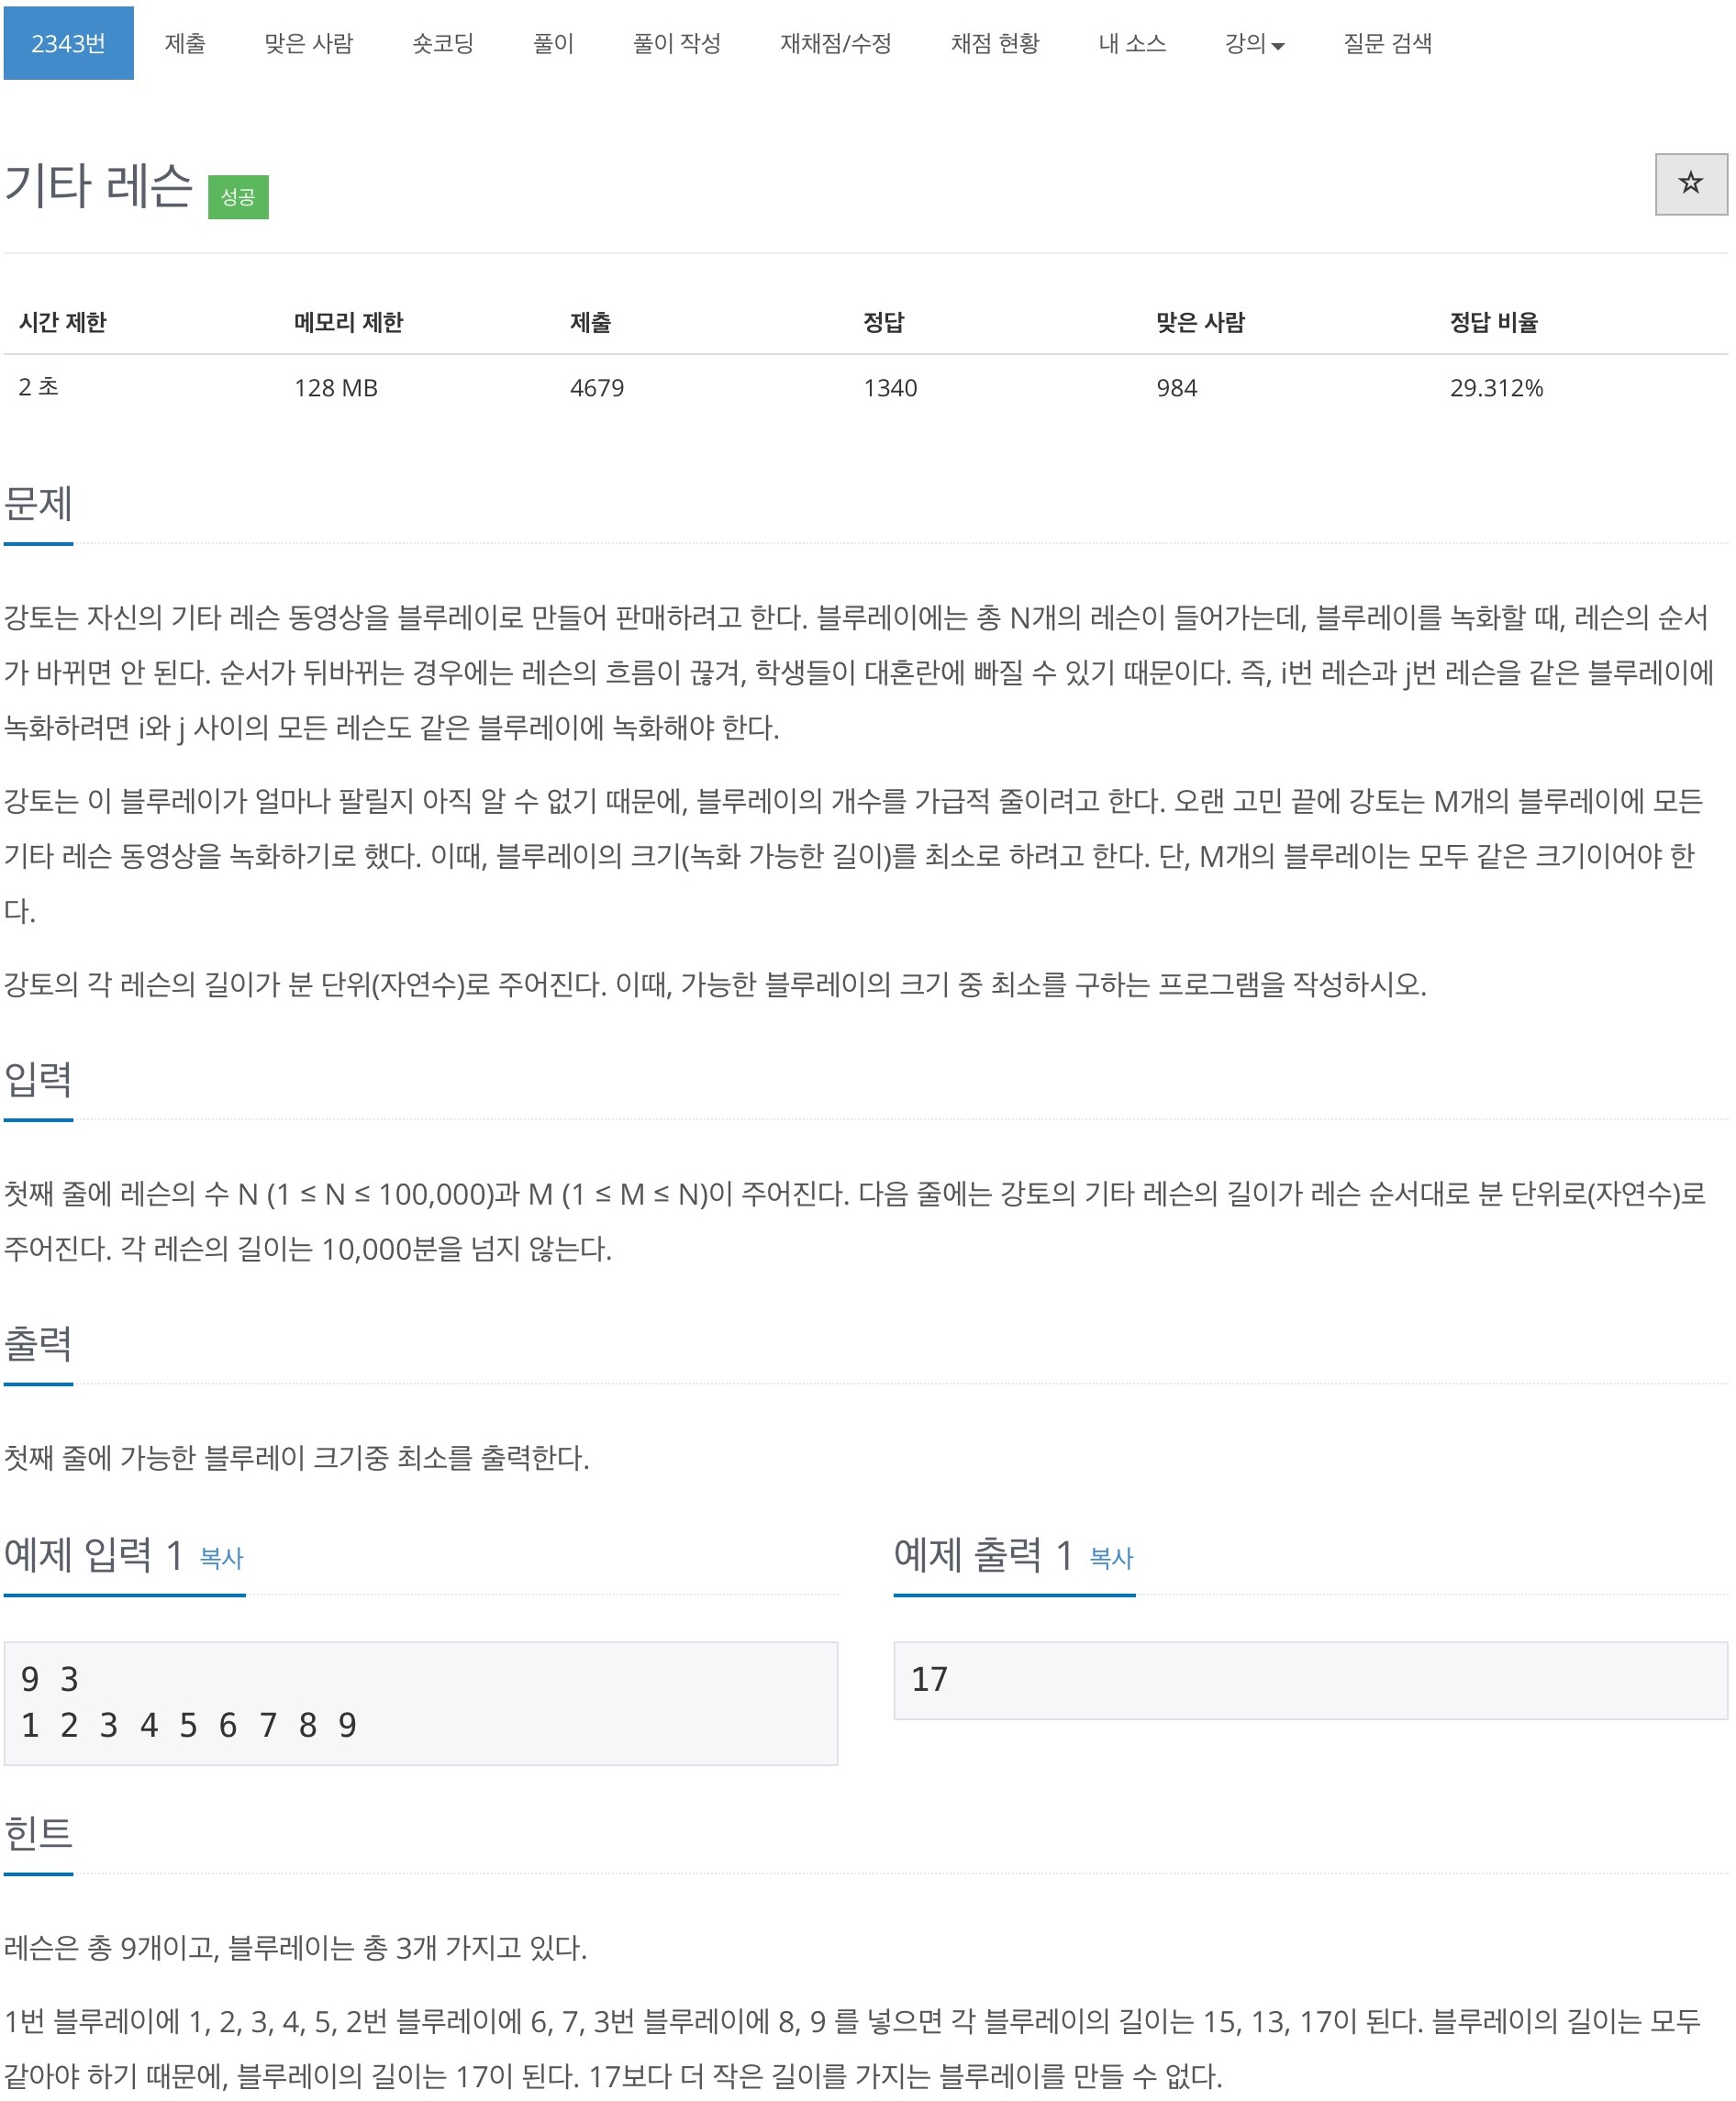 2343번 제출 맞은 사람 숏코딩 풀이 풀이 작성 재채점/수정 채점 현황 내 소스 강의 질문 검색
기타 레슨 성공
시간 제한 메모리 제한 제출 정답 맞은 사람 정답 비율
2 초 128 MB 4679 1340 984 29.312%
문제
강토는 자신의 기타 레슨 동영상을 블루레이로 만들어 판매하려고 한다. 블루레이에는 총 N개의 레슨이 들어가는데, 블루레이를 녹화할 때, 레슨의 순서
가 바뀌면 안 된다. 순서가 뒤바뀌는 경우에는 레슨의 흐름이 끊겨, 학생들이 대혼란에 빠질 수 있기 때문이다. 즉, i번 레슨과 j번 레슨을 같은 블루레이에
녹화하려면 i와 j 사이의 모든 레슨도 같은 블루레이에 녹화해야 한다.
강토는 이 블루레이가 얼마나 팔릴지 아직 알 수 없기 때문에, 블루레이의 개수를 가급적 줄이려고 한다. 오랜 고민 끝에 강토는 M개의 블루레이에 모든
기타 레슨 동영상을 녹화하기로 했다. 이때, 블루레이의 크기(녹화 가능한 길이)를 최소로 하려고 한다. 단, M개의 블루레이는 모두 같은 크기이어야 한
다.
강토의 각 레슨의 길이가 분 단위(자연수)로 주어진다. 이때, 가능한 블루레이의 크기 중 최소를 구하는 프로그램을 작성하시오.
입력
첫째 줄에 레슨의 수 N (1 ≤ N ≤ 100,000)과 M (1 ≤ M ≤ N)이 주어진다. 다음 줄에는 강토의 기타 레슨의 길이가 레슨 순서대로 분 단위로(자연수)로
주어진다. 각 레슨의 길이는 10,000분을 넘지 않는다.
출력
첫째 줄에 가능한 블루레이 크기중 최소를 출력한다.
예제 입력 1 복사
9 3
1 2 3 4 5 6 7 8 9
예제 출력 1 복사
17
힌트
레슨은 총 9개이고, 블루레이는 총 3개 가지고 있다.
1번 블루레이에 1, 2, 3, 4, 5, 2번 블루레이에 6, 7, 3번 블루레이에 8, 9 를 넣으면 각 블루레이의 길이는 15, 13, 17이 된다. 블루레이의 길이는 모두
같아야 하기 때문에, 블루레이의 길이는 17이 된다. 17보다 더 작은 길이를 가지는 블루레이를 만들 수 없다.